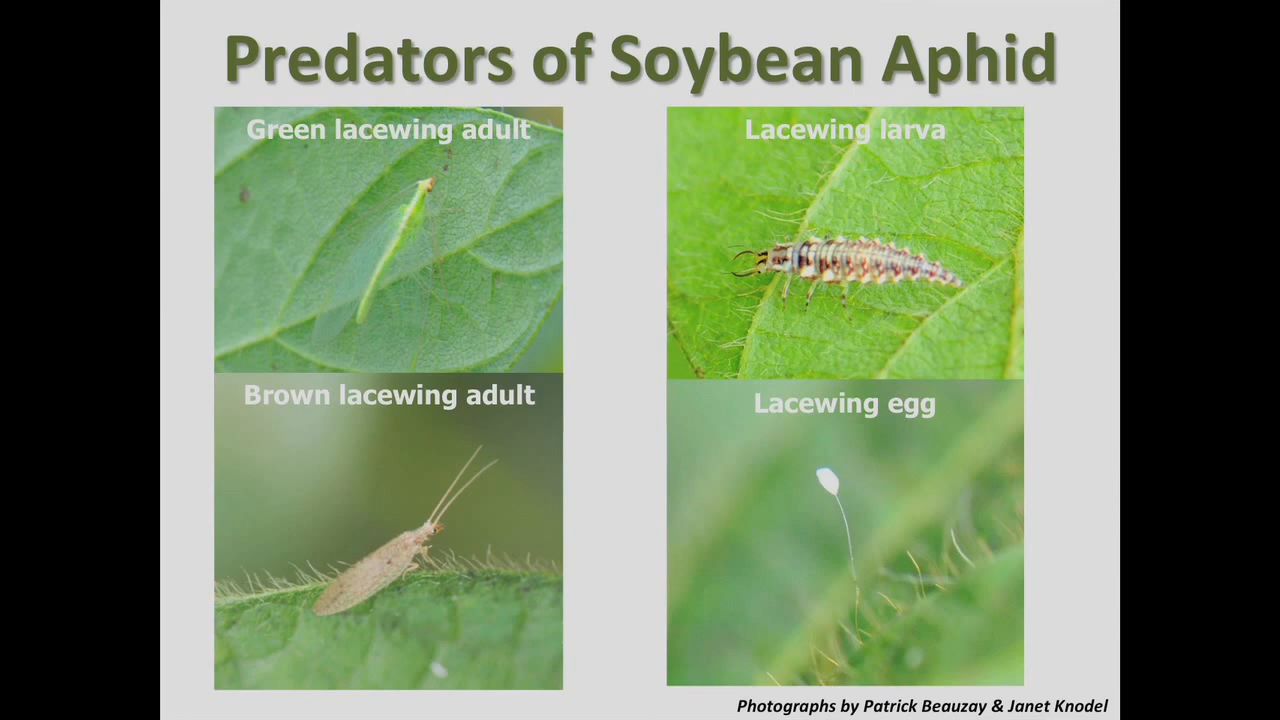 Predators of Soybean Aphid
Green lacewing adult
Lacewing larva
Brown lacewing adult
Lacewing egg
Photographs by Patrick Beauzay & Janet Knodel